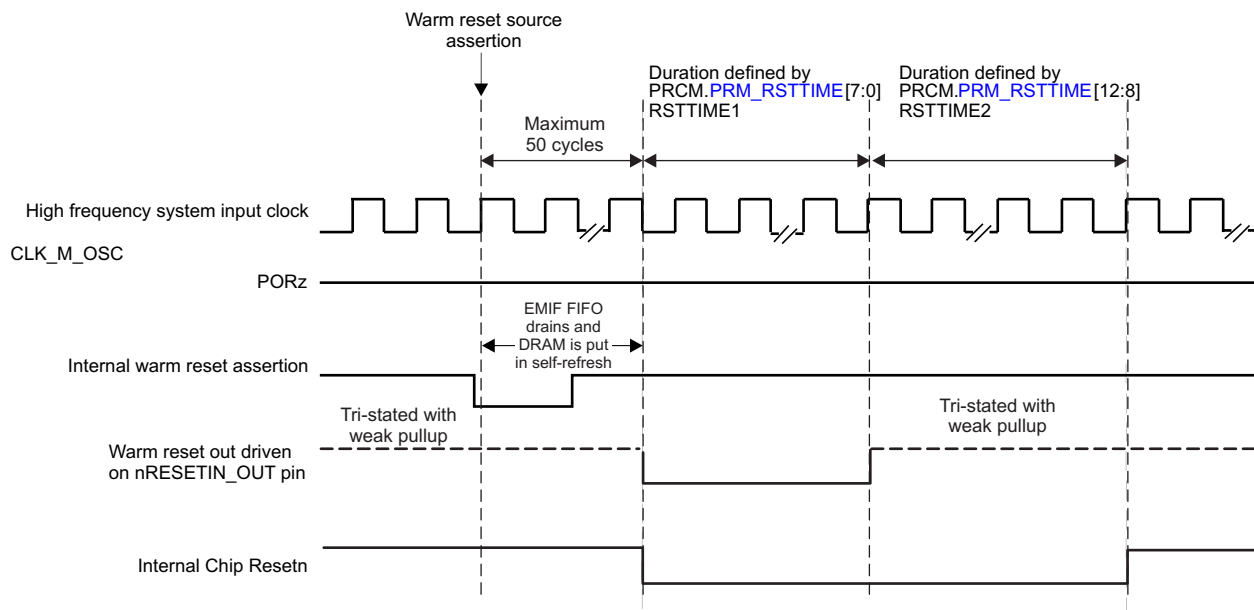 Warm reset source
assertion
Duration defined by
PRCM.PRM_RSTTIME[7:0]
RSTTIME1
Duration defined by
PRCM.PRM_RSTTIME[12:8]
RSTTIME2
Maximum
50 cycles
High frequency system input clock
CLK_M_OSC
PORz
EMIF FIFO
drains and
DRAM is put
in self-refresh
Internal warm reset assertion
Tri-stated with
weak pullup
Tri-stated with
weak pullup
Warm reset out driven
on nRESETIN_OUT pin
Internal Chip Resetn